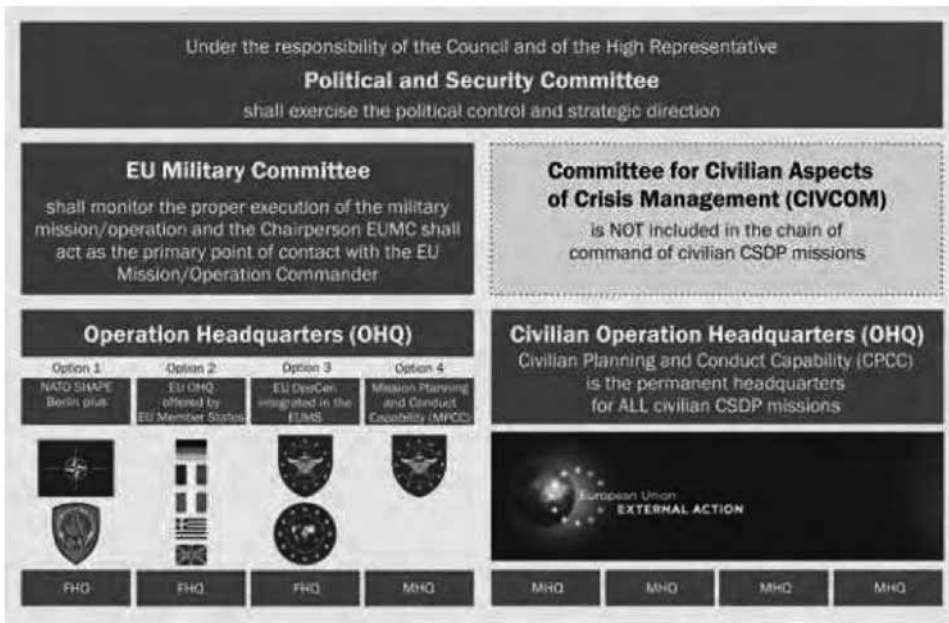 Under the responsibility of the Council and of the High Representative
Political and Security Committee
shall exercise the political control and strategic direction
EU Military Committee
shall monitor the proper execution of the military
mission/operation and the Chairperson EUMC shall
act as the primary point of contact with the EU
Mission/Operation Commander
Committee for Civilian Aspects
of Crisis Management (CIVCOM)
is NOT included in the chain of
command of civilian CSDP missions
Operation Headquarters (OHQ)
Option 1
NATO SHAPE
Berlin plus
Option 2
EU OHQ
offered by
EU Member States
Option 3
EU OpsCen
integrated in the
EUMS
Option 4
Mission Planning
and Conduct
Capability (MPCC)
Civilian Operation Headquarters (OHQ)
Civilian Planning and Conduct Capability (CPCC)
is the permanent headquarters
for ALL civilian CSDP missions
European Union
EXTERNAL ACTION
FHQ
FHQ
FHQ
MHQ
MHQ
MHQ
MHQ
MHQ